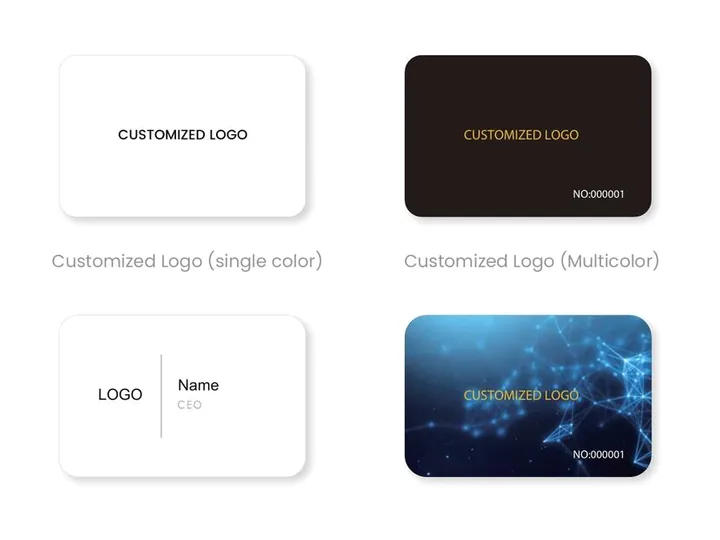 CUSTOMIZED LOGO
CUSTOMIZED LOGO
NO:000001
Customized Logo (single color)
Customized Logo (Multicolor)
LOGO
Name
CEO
CUSTOMIZED LOGO
NO:000001